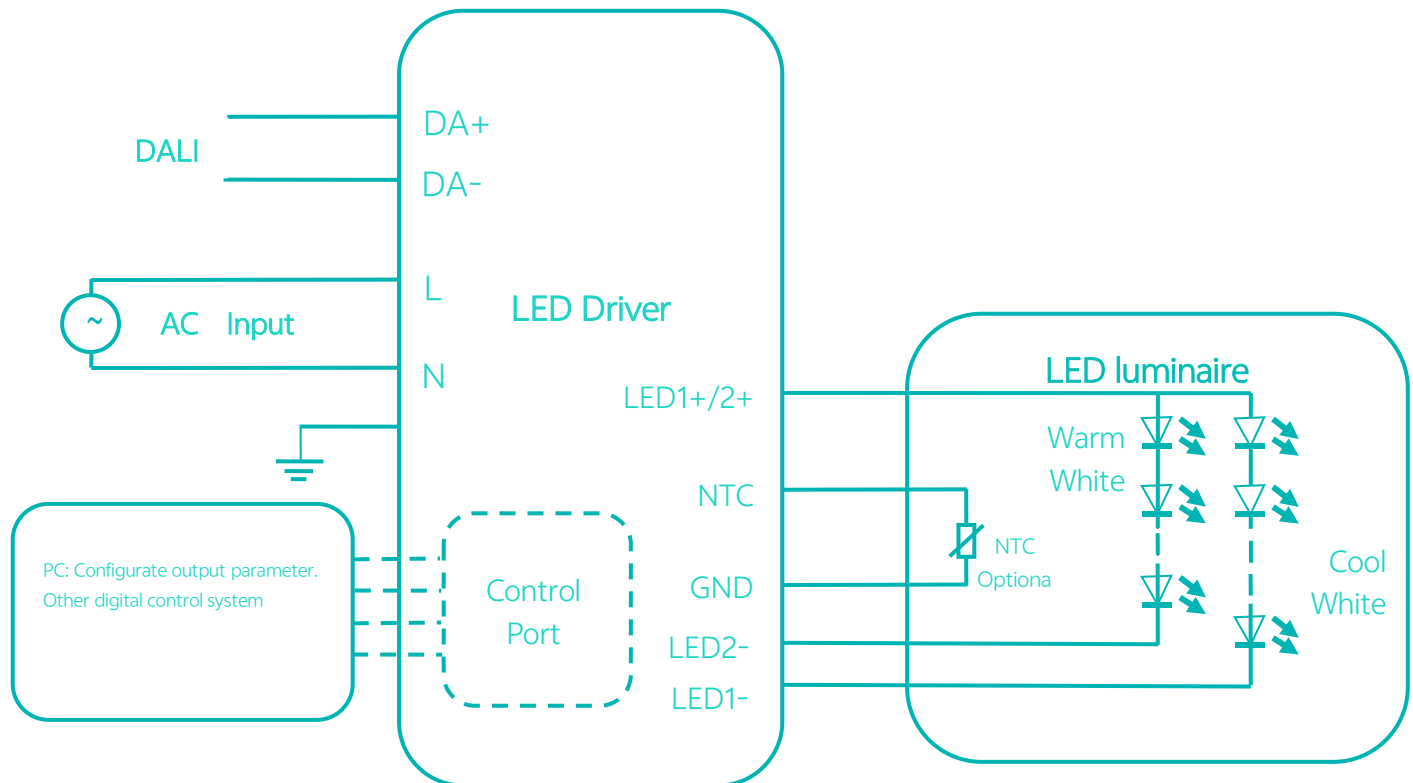 DA+
DALI
DA-
L
LED Driver
~
AC Input
N
LED luminaire
LED1+/2+
Warm
White
NTC
NTC
Optiona
Cool
White
PC: Configurate output parameter.
Other digital control system
Control
Port
GND
LED2-
LED1-